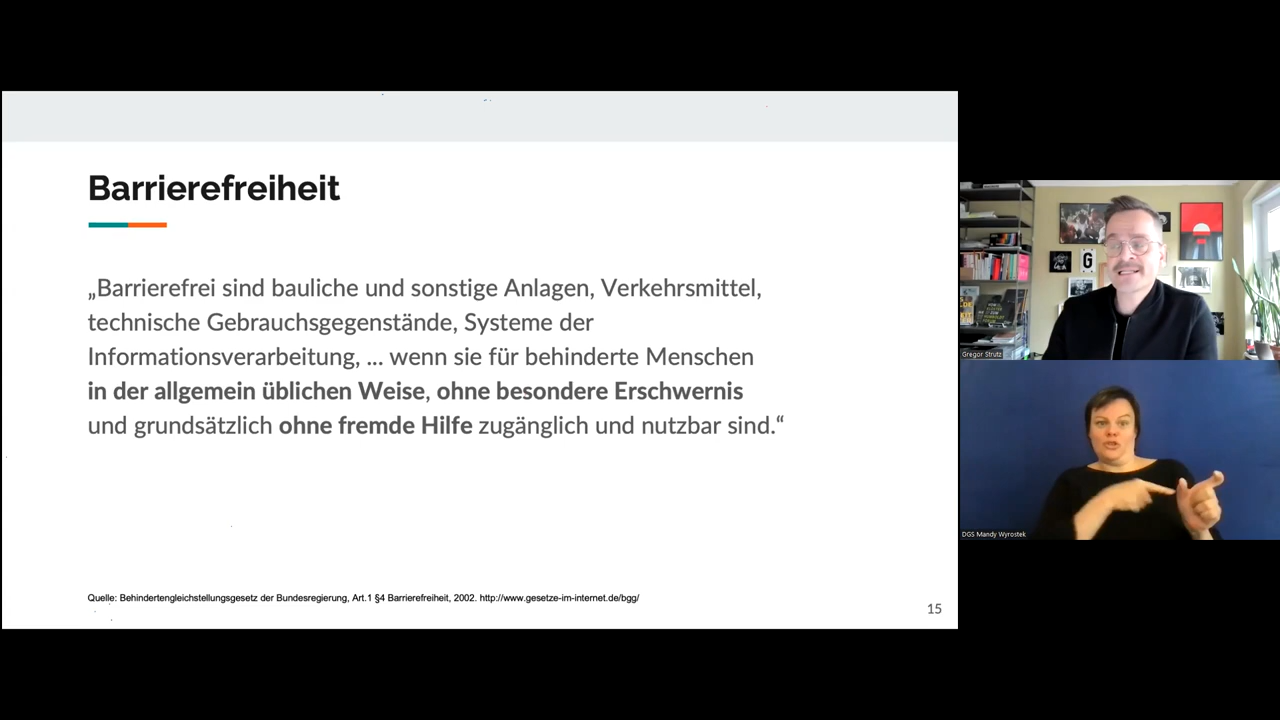 Barrierefreiheit
„Barrierefrei sind bauliche und sonstige Anlagen, Verkehrsmittel,
technische Gebrauchsgegenstände, Systeme der
Informationsverarbeitung, ... wenn sie für behinderte Menschen
in der allgemein üblichen Weise, ohne besondere Erschwernis
und grundsätzlich ohne fremde Hilfe zugänglich und nutzbar sind.“
Quelle: Behindertengleichstellungsgesetz der Bundesregierung, Art.1 §4 Barrierefreiheit, 2002. http://www.gesetze-im-internet.de/bgg/
15
G
Gregor Strutz
DGS Mandy Wyrostek